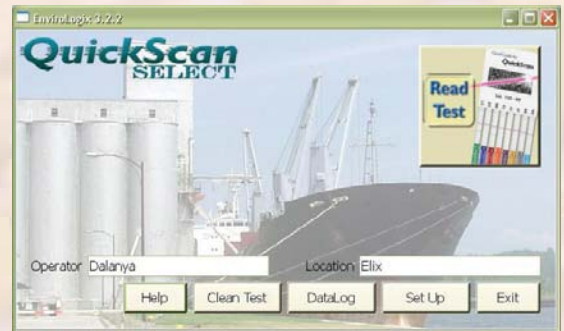 EnviroLogix 3.2.2
QuickScan
SELECT
Read
Test
QuickScan
Operator Dalanya Location Elix
Help Clean Test DataLog Set Up Exit